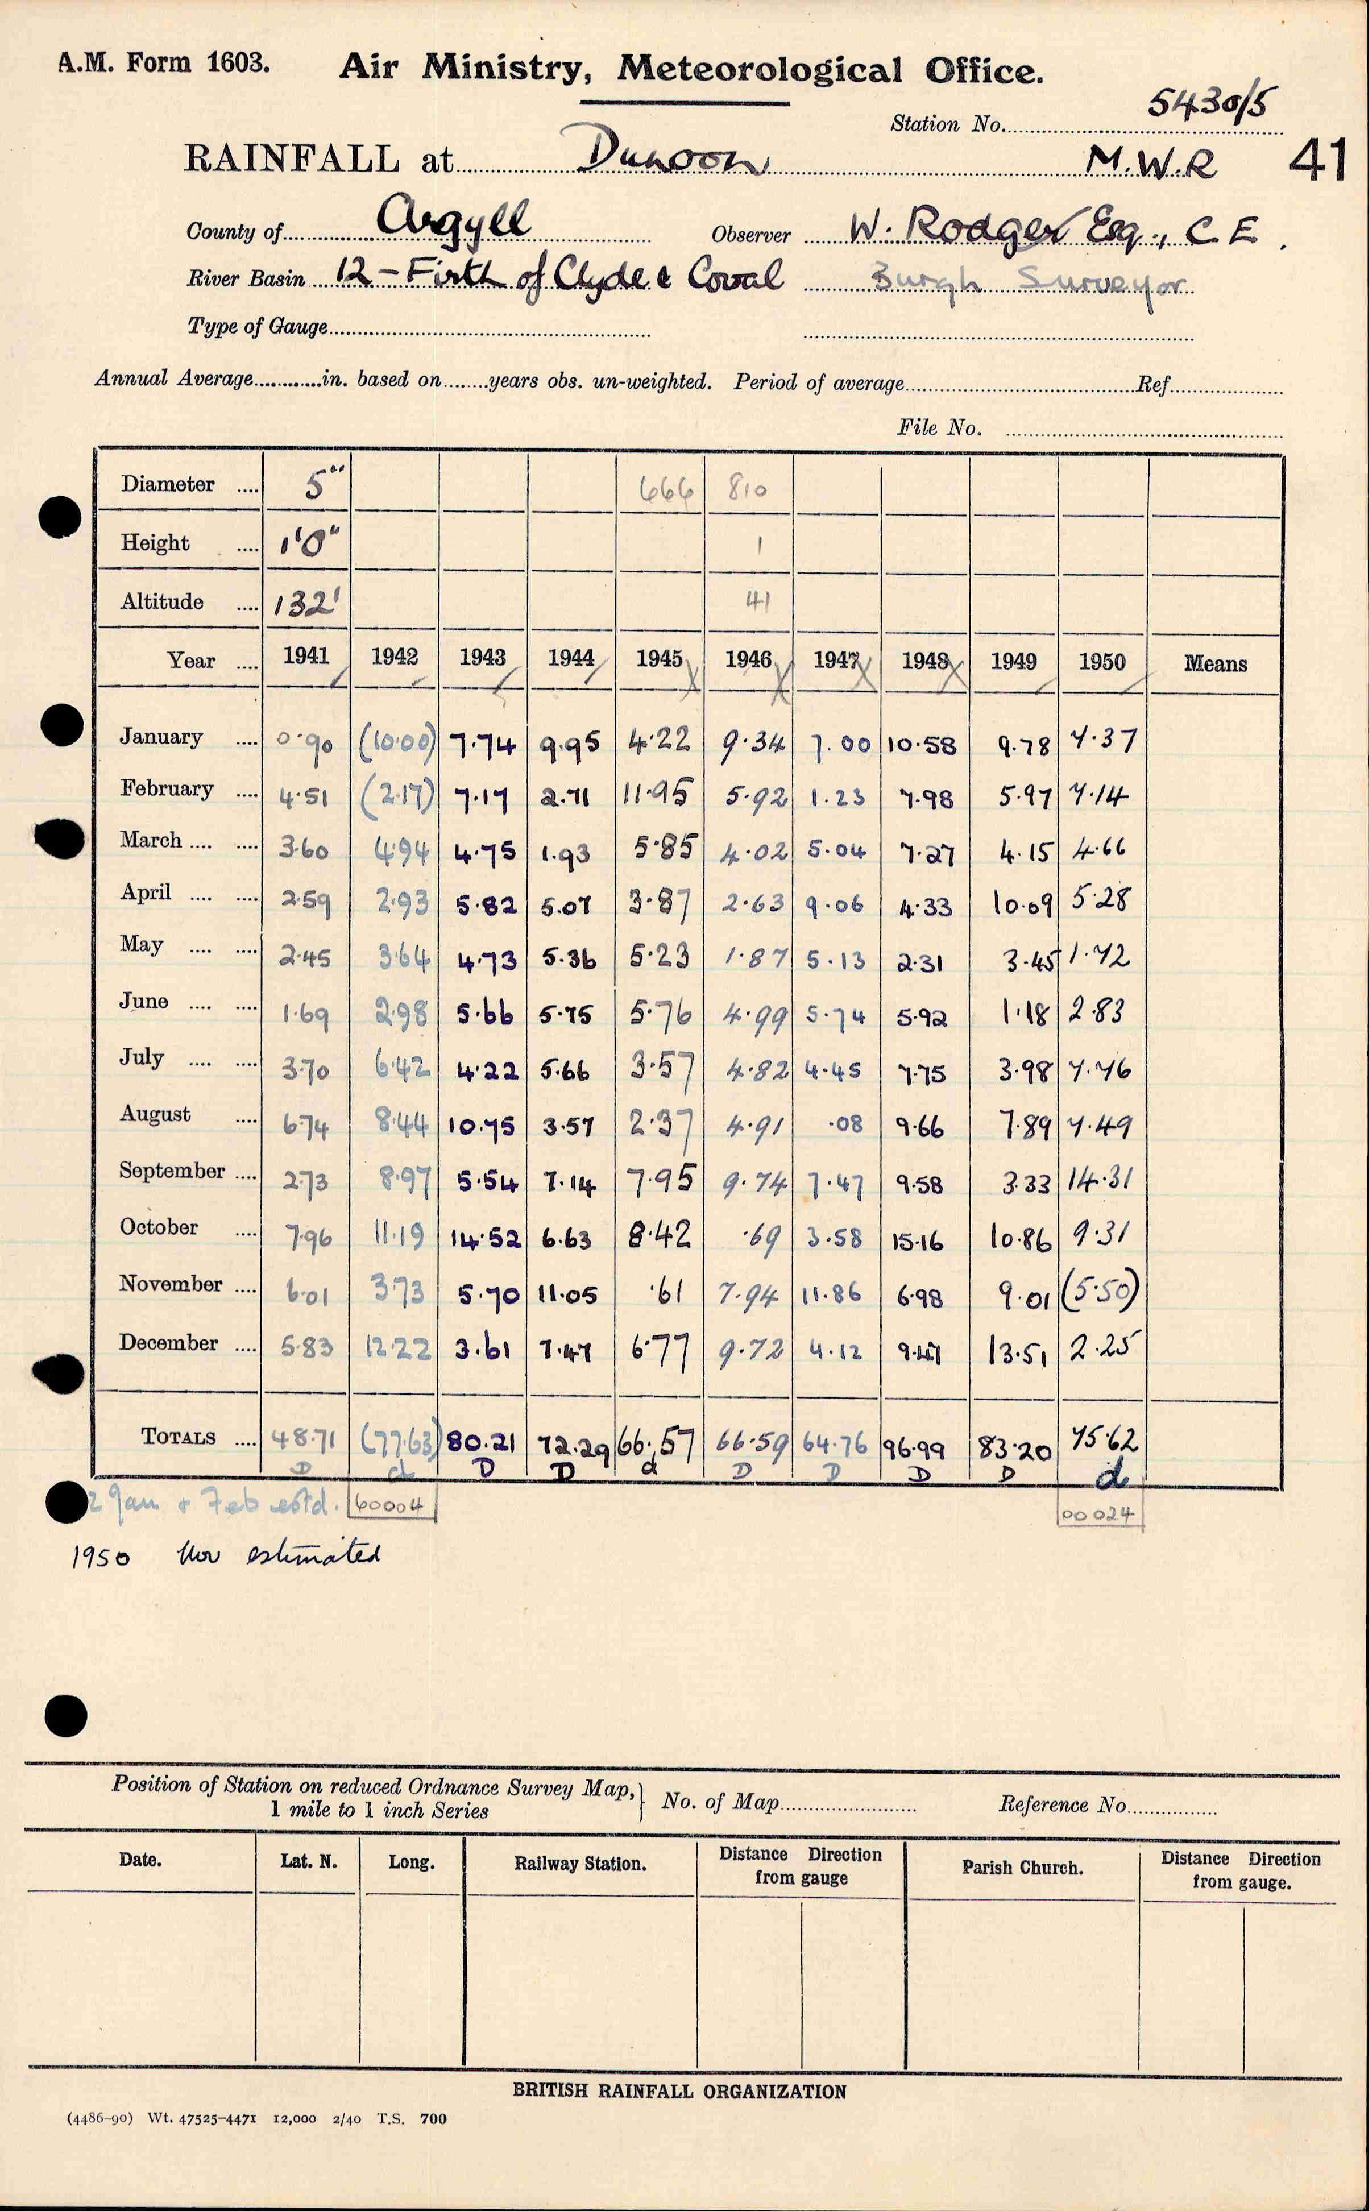 A.M. Form 1603. Air Ministry, Meteorological Office.
Station No. 5430/5
RAINFALL at Dunoon M.W.R 41
County of Argyll Observer W. Rodger Esq., C.E.
River Basin 12 - Firth of Clyde & Cowal Burgh Surveyor
Type of Gauge
Annual Average in. based on years obs. un-weighted. Period of average Ref.
File No.
Diameter 5" 666 810
Height 1'0" 1
Altitude 132' 41
Year 1941 1942 1943 1944 1945 1946 1947 1948 1949 1950 Means
January 0.90 (10.00) 7.74 9.95 4.22 9.34 7.00 10.58 9.78 7.37
February 4.51 (2.17) 7.17 2.71 11.95 5.92 1.23 7.98 5.97 7.14
March 3.60 4.94 4.75 1.93 5.85 4.02 5.04 7.27 4.15 4.66
April 2.59 2.93 5.82 5.07 3.87 2.63 9.06 4.33 10.09 5.28
May 2.45 3.64 4.73 5.36 5.23 1.87 5.13 2.31 3.45 1.72
June 1.69 2.98 5.66 5.75 5.76 4.99 5.74 5.92 1.18 2.83
July 3.70 6.42 4.22 5.66 3.57 4.82 4.45 7.75 3.98 7.76
August 6.74 8.44 10.75 3.57 2.37 4.91 .08 9.66 7.89 7.49
September 2.73 8.97 5.54 7.14 7.95 9.74 7.47 9.58 3.33 14.31
October 7.96 11.19 14.52 6.63 8.42 .69 3.58 15.16 10.86 9.31
November 6.01 3.73 5.70 11.05 .61 7.94 11.86 6.98 9.01 (5.50)
December 5.83 12.22 3.61 7.47 6.77 9.72 4.12 9.47 13.51 2.25
TOTALS 48.71 (77.63) 80.21 72.29 66.57 66.59 64.76 96.99 83.20 75.62
D d D D d D D D D d
2 Jan & Feb estd. 60004 00024
1950 Nov estimated
Position of Station on reduced Ordnance Survey Map,
1 mile to 1 inch Series } No. of Map Reference No.
Date. Lat. N. Long. Railway Station. Distance Direction from gauge Parish Church. Distance Direction from gauge.
BRITISH RAINFALL ORGANIZATION
(4486-90) Wt. 47525-4471 12,000 2/40 T.S. 700